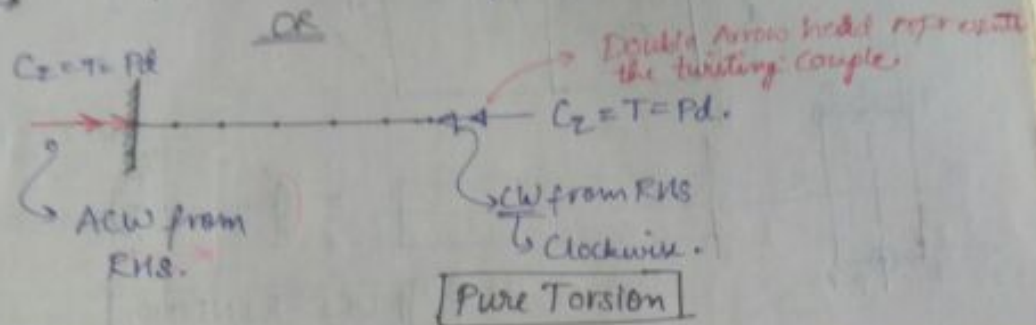 OR
Double Arrow head represents
the twisting couple.
Cz = T = Pd
Cz = T = Pd.
ACW from
RHS.
CW from RHS
Clockwise.
Pure Torsion